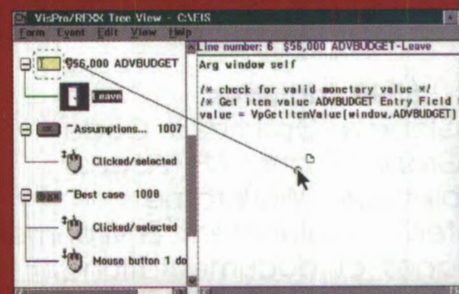 VisPro/REXX Tree View - C:\EIS
Form Event Edit View Help
$56,000 ADVBUDGET
Leave
~Assumptions... 1007
Clicked/selected
~Best case 1008
Clicked/selected
Mouse button 1 do
Line number: 6 $56,000 ADVBUDGET-Leave
Arg window self
/* check for valid monetary value */
/* Get item value ADVBUDGET Entry Field
value = VpGetItemValue(window,ADVBUDGET)